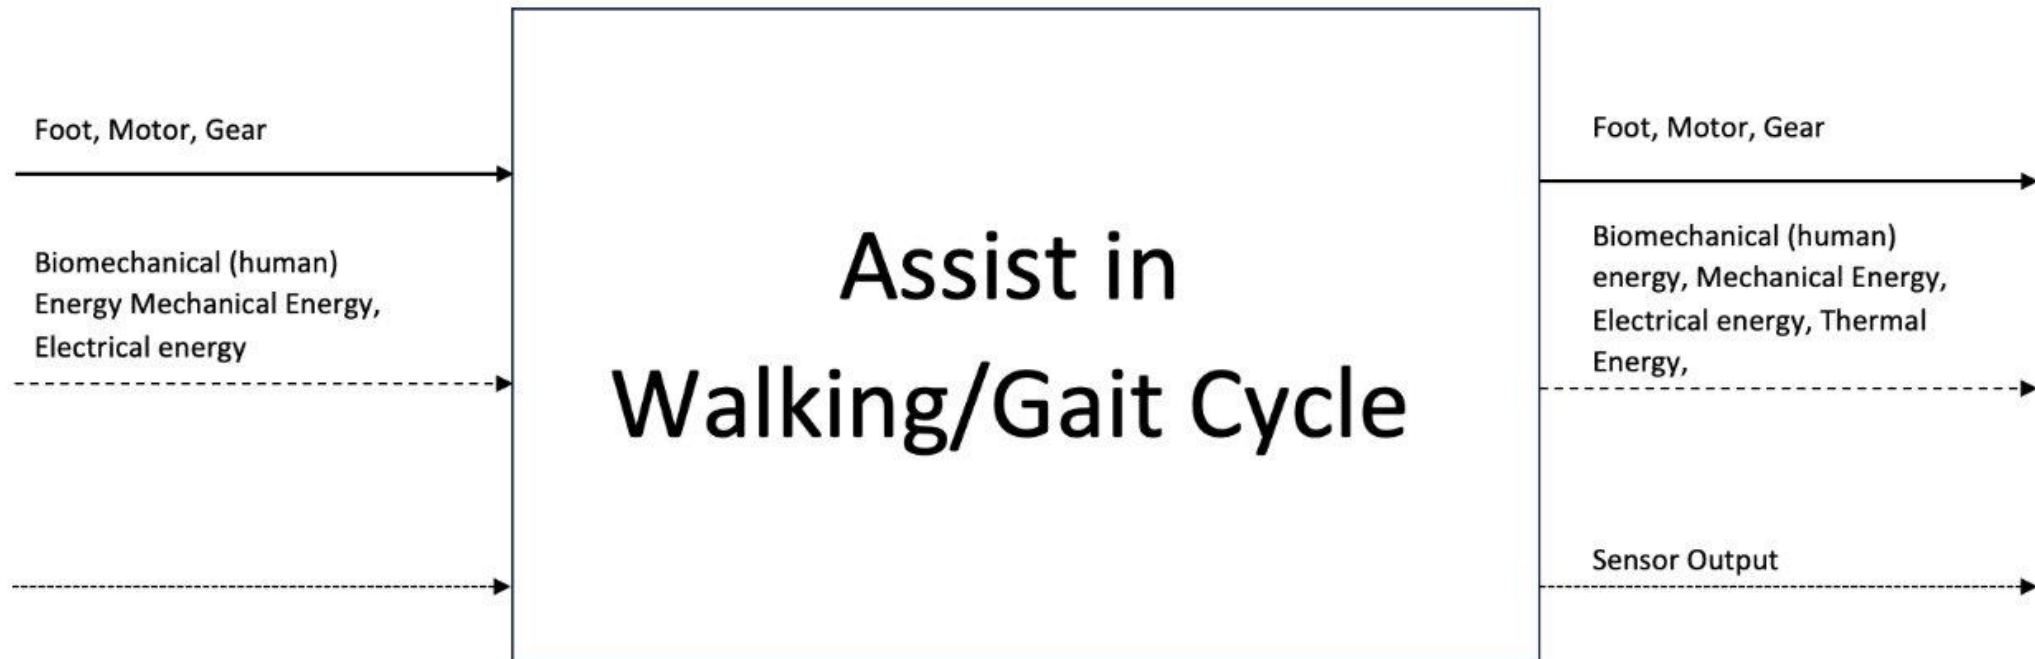 Foot, Motor, Gear
Biomechanical (human)
Energy Mechanical Energy,
Electrical energy
Assist in
Walking/Gait Cycle
Foot, Motor, Gear
Biomechanical (human)
energy, Mechanical Energy,
Electrical energy, Thermal
Energy,
Sensor Output